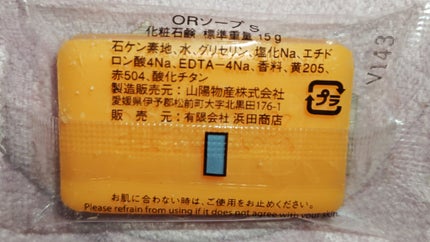 ORソープ S
化粧石鹸 標準重量 15g
石ケン素地、水、グリセリン、塩化Na、エチド
ロン酸4Na、EDTA-4Na、香料、黄205、
赤504、酸化チタン
製造販売元:山陽物産株式会社
愛媛県伊予郡松前町大字北黒田176-1
販 売 元:有限会社 浜田商店
プラ
V143
お肌に合わない時は、ご使用をお止めください。
Please refrain from using if it does not agree with your skin.